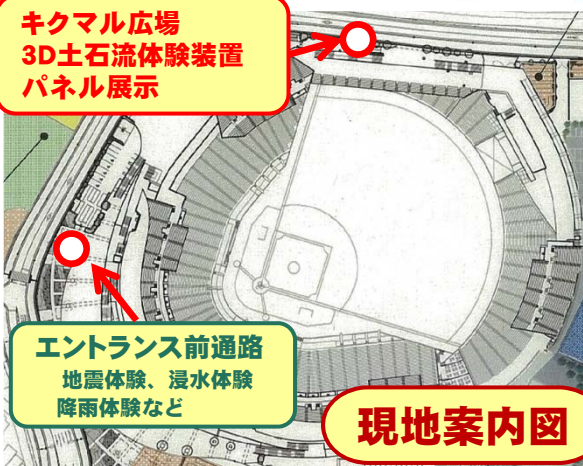 キクマル広場
3D土石流体験装置
パネル展示
エントランス前通路
地震体験、浸水体験
降雨体験など
現地案内図